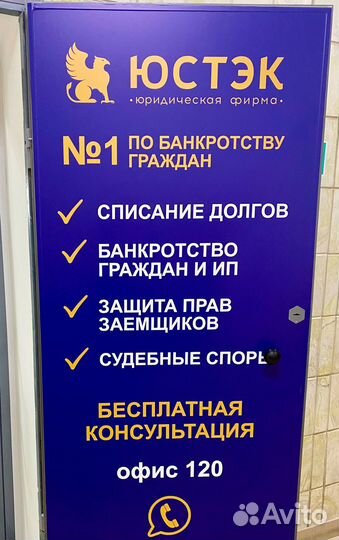 ЮСТЭК
·юридическая фирма·
№1 ПО БАНКРОТСТВУ
ГРАЖДАН
СПИСАНИЕ ДОЛГОВ
БАНКРОТСТВО
ГРАЖДАН И ИП
ЗАЩИТА ПРАВ
ЗАЕМЩИКОВ
СУДЕБНЫЕ СПОРЫ
БЕСПЛАТНАЯ
КОНСУЛЬТАЦИЯ
офис 120
Avito